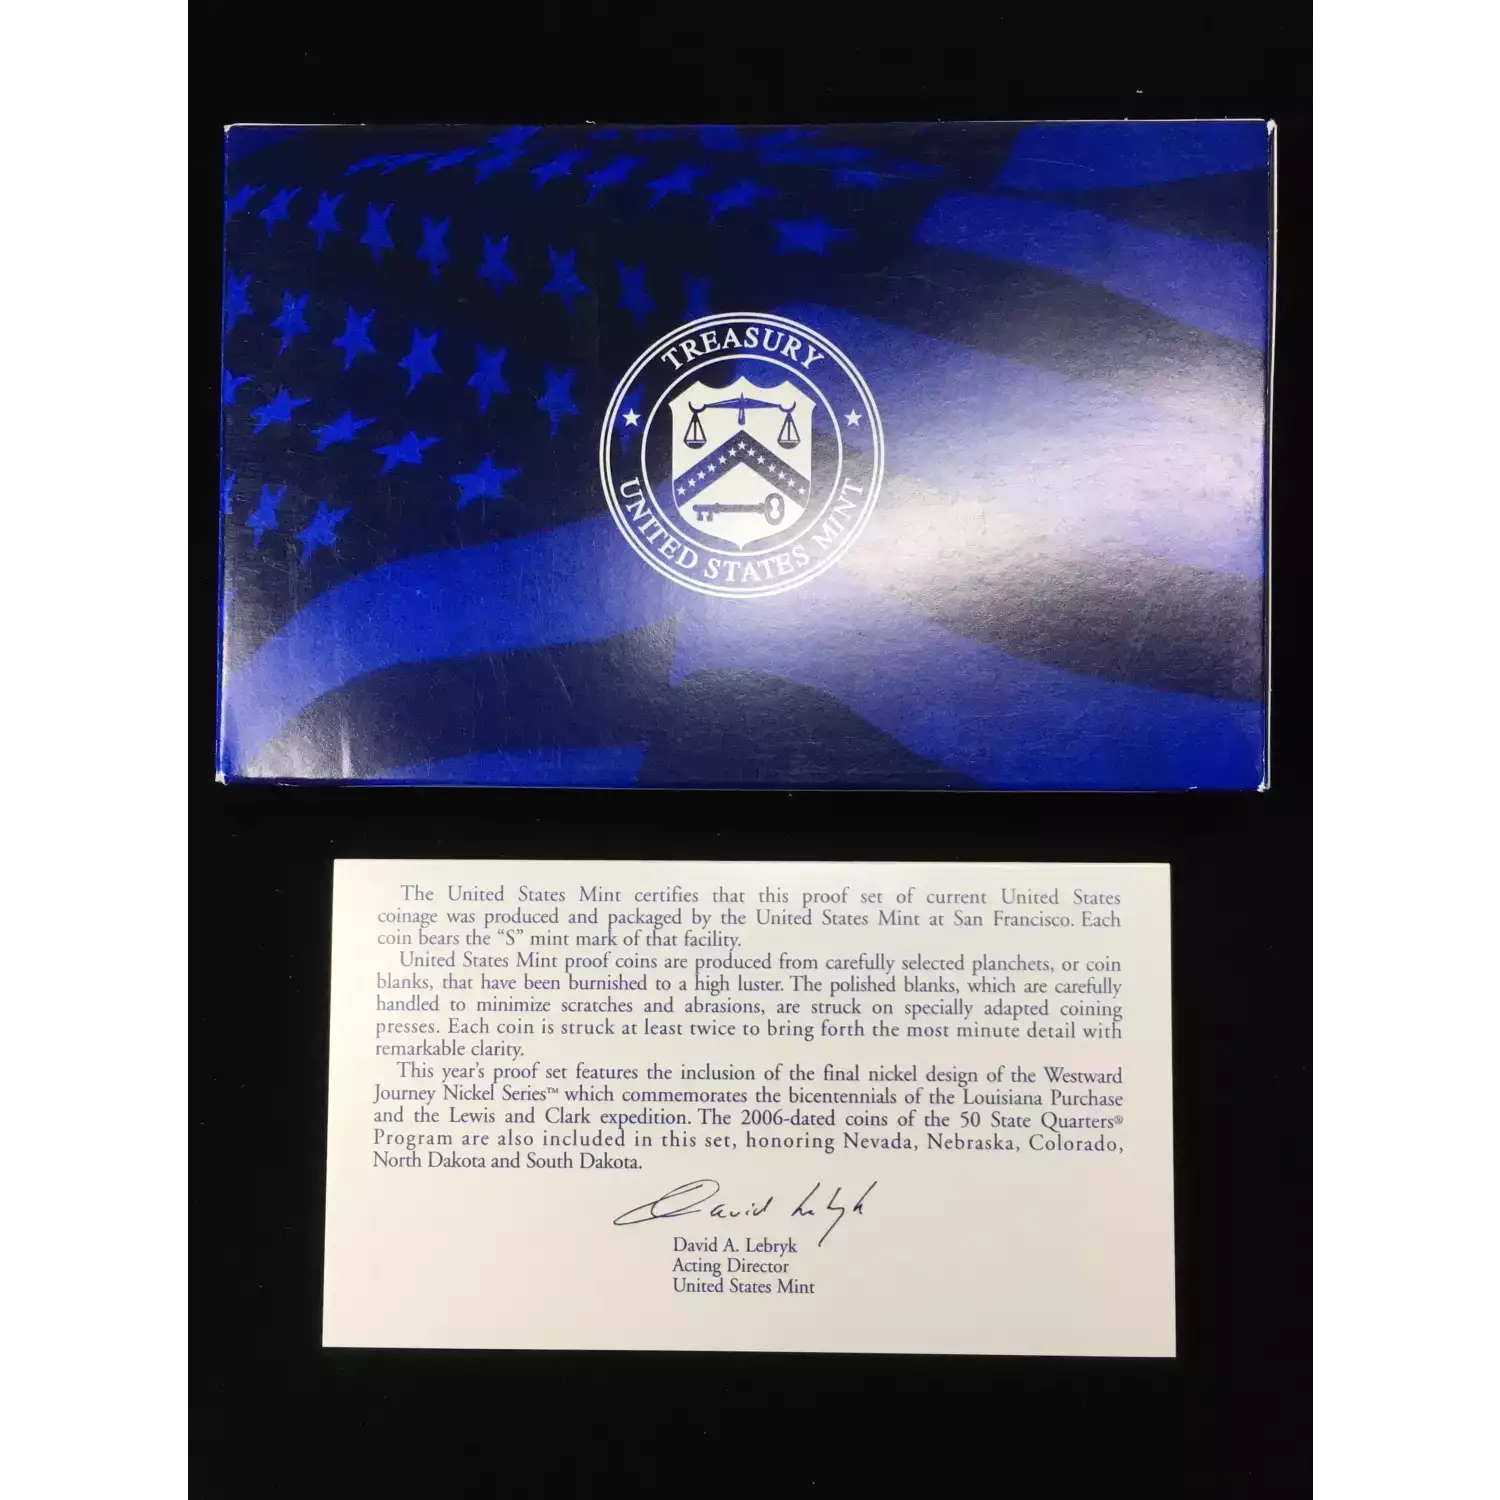 TREASURY
UNITED STATES MINT
The United States Mint certifies that this proof set of current United States
coinage was produced and packaged by the United States Mint at San Francisco. Each
coin bears the “S” mint mark of that facility.
United States Mint proof coins are produced from carefully selected planchets, or coin
blanks, that have been burnished to a high luster. The polished blanks, which are carefully
handled to minimize scratches and abrasions, are struck on specially adapted coining
presses. Each coin is struck at least twice to bring forth the most minute detail with
remarkable clarity.
This year’s proof set features the inclusion of the final nickel design of the Westward
Journey Nickel Series™ which commemorates the bicentennials of the Louisiana Purchase
and the Lewis and Clark expedition. The 2006-dated coins of the 50 State Quarters®
Program are also included in this set, honoring Nevada, Nebraska, Colorado,
North Dakota and South Dakota.
David Lebryk
David A. Lebryk
Acting Director
United States Mint